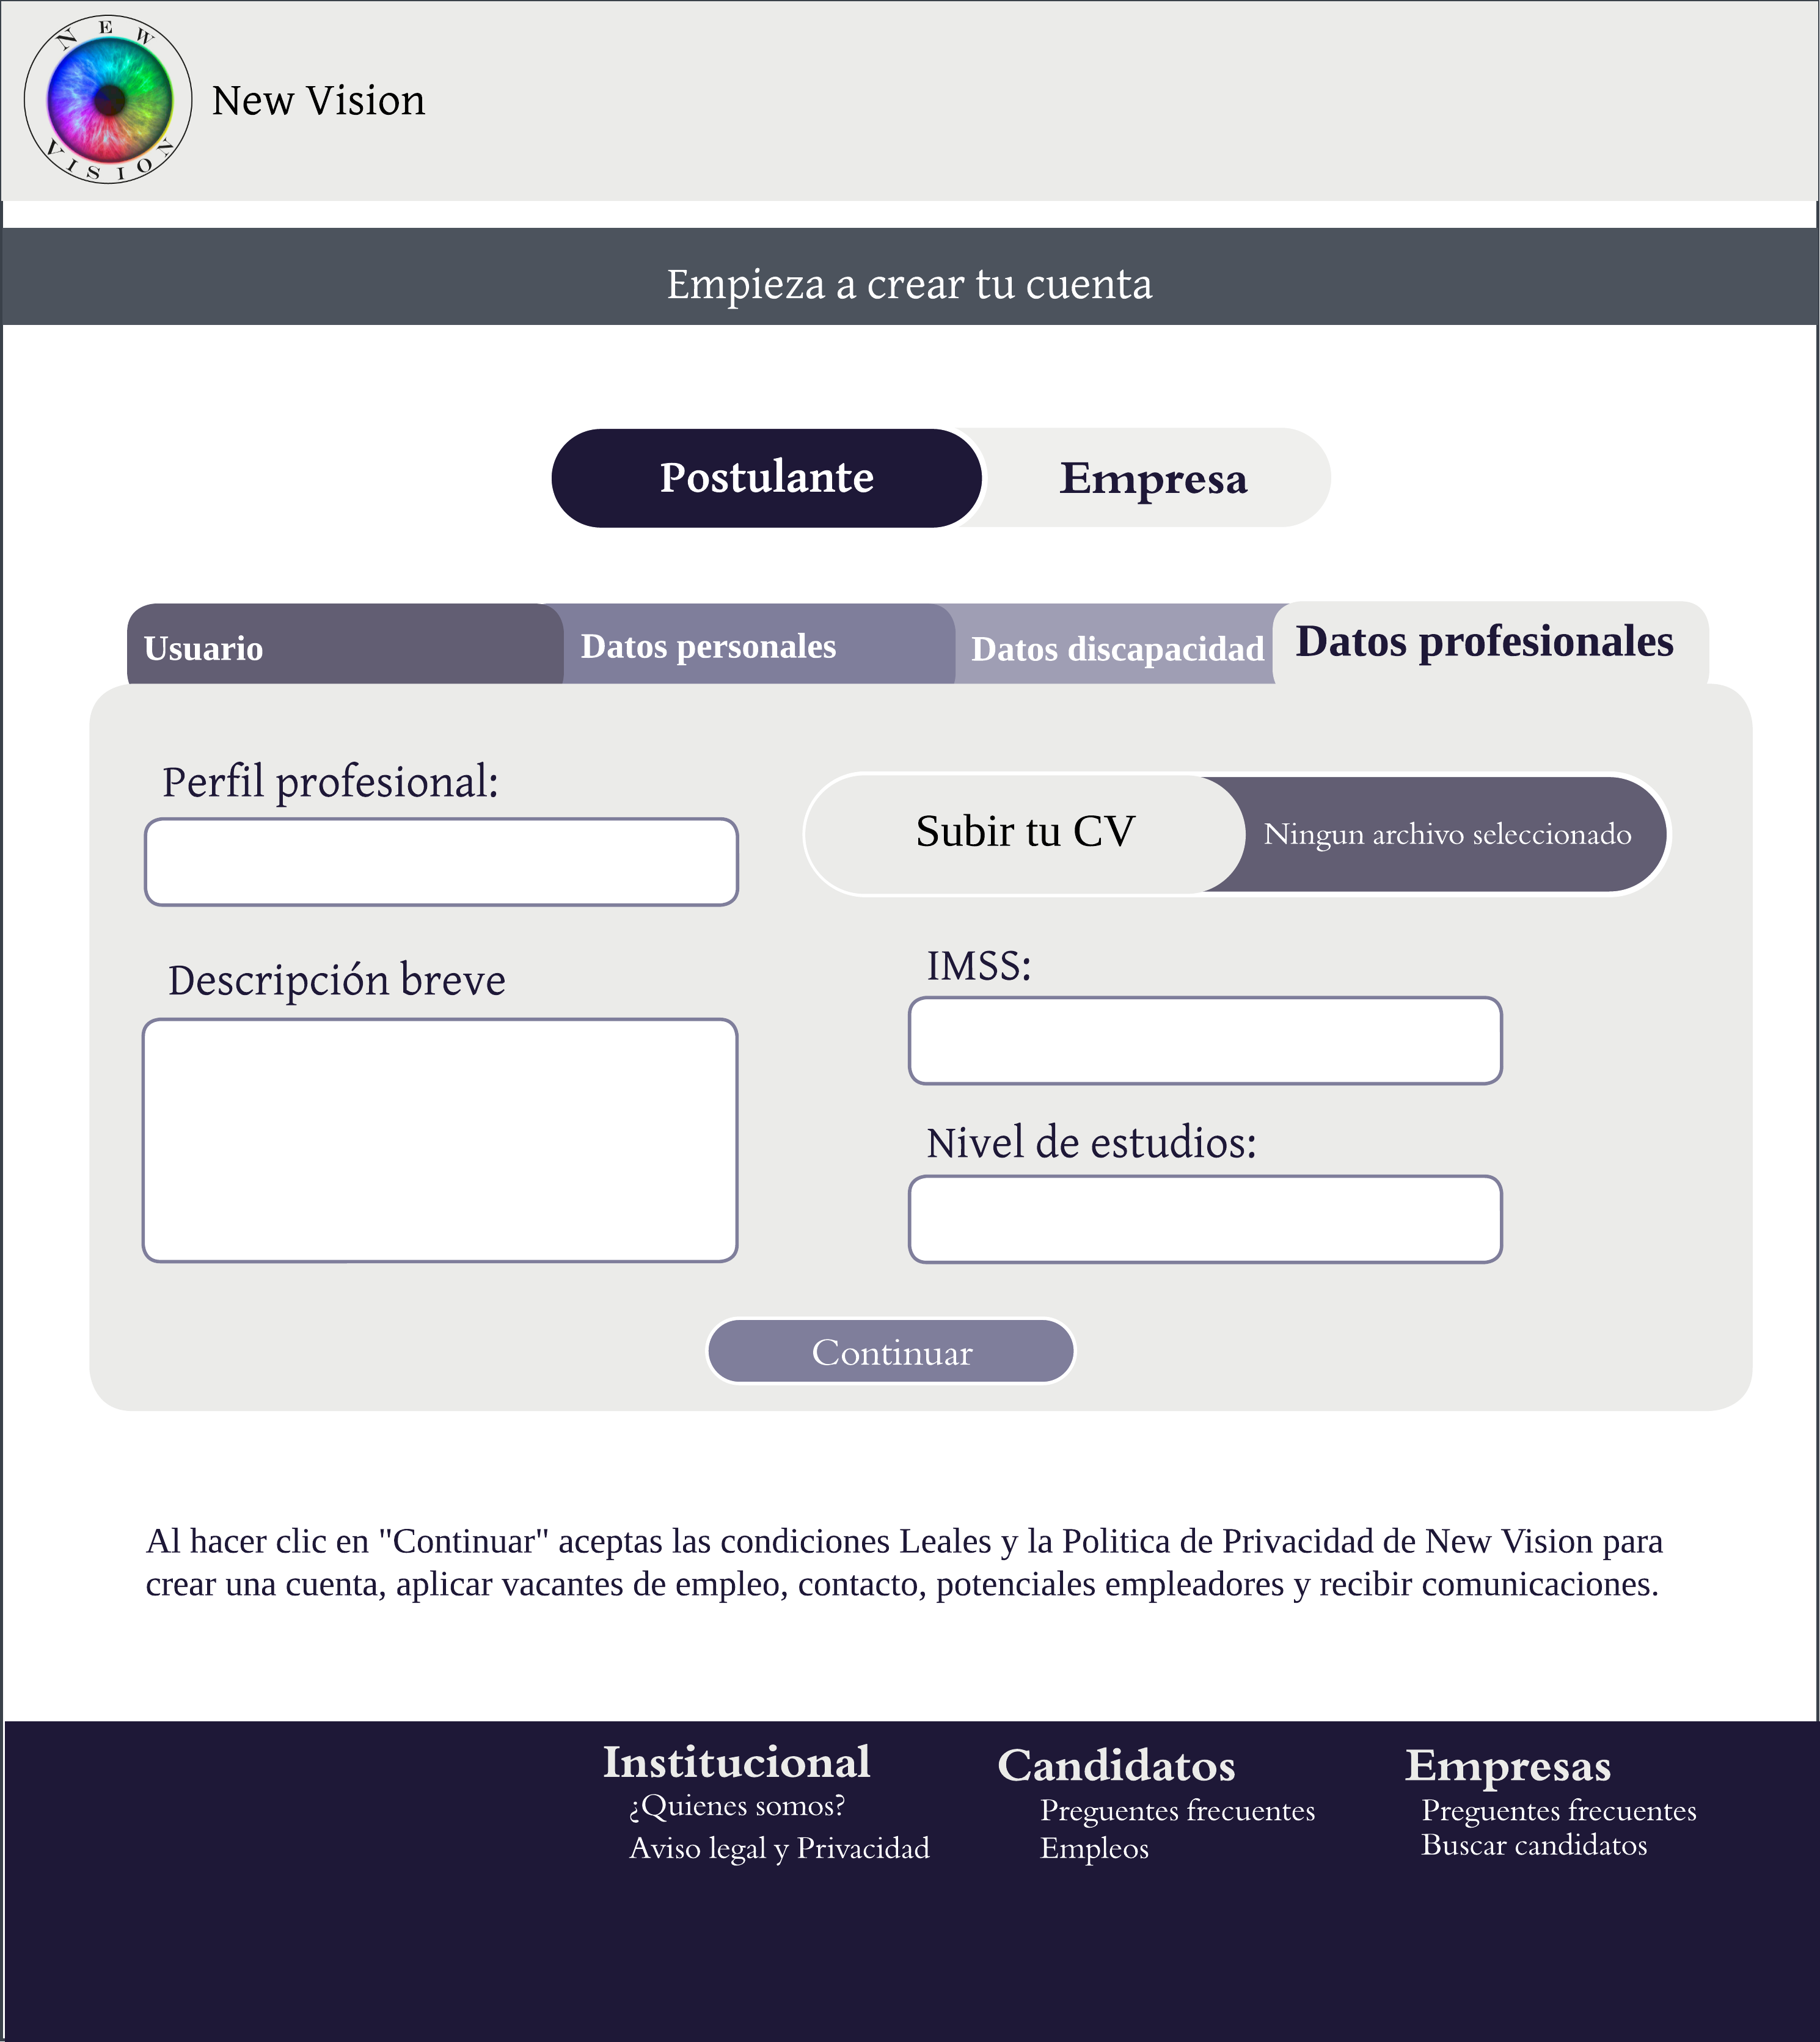 NEW
VISION
New Vision
Empieza a crear tu cuenta
Postulante
Empresa
Usuario
Datos personales
Datos discapacidad
Datos profesionales
Perfil profesional:
Subir tu CV
Ningun archivo seleccionado
Descripción breve
IMSS:
Nivel de estudios:
Continuar
Al hacer clic en "Continuar" aceptas las condiciones Leales y la Politica de Privacidad de New Vision para
crear una cuenta, aplicar vacantes de empleo, contacto, potenciales empleadores y recibir comunicaciones.
Institucional
¿Quienes somos?
Aviso legal y Privacidad
Candidatos
Preguentes frecuentes
Empleos
Empresas
Preguentes frecuentes
Buscar candidatos